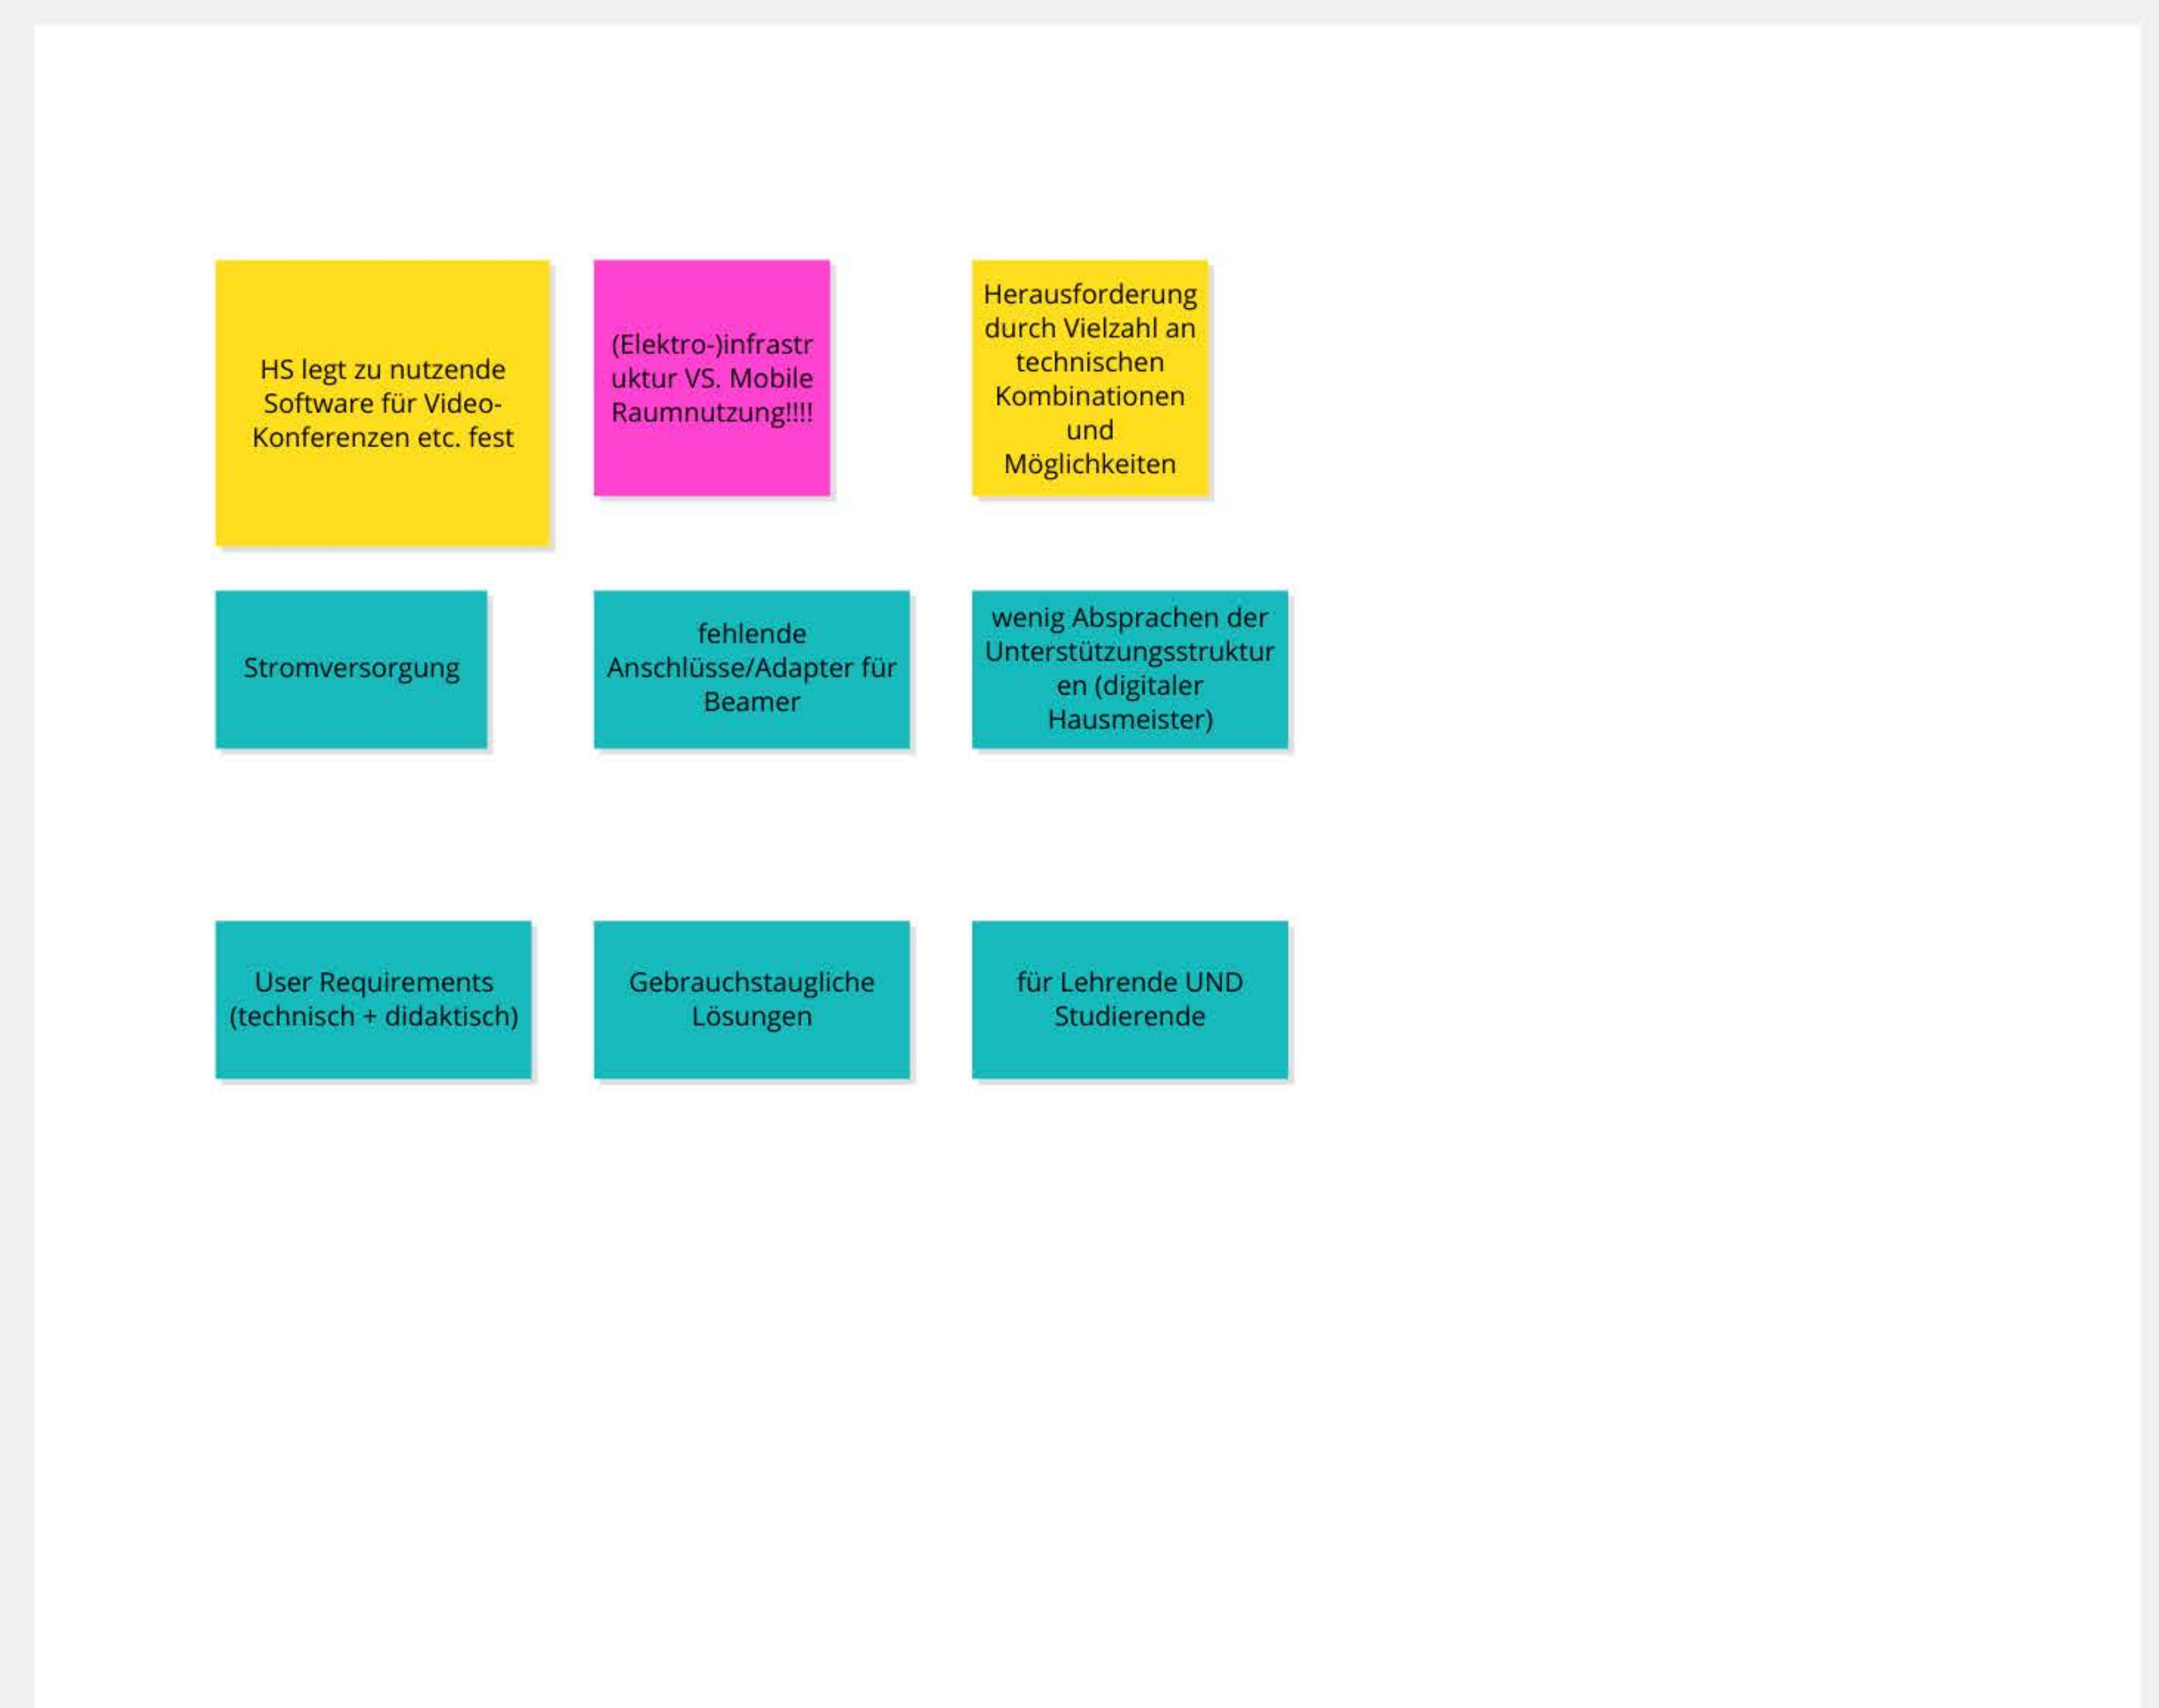 HS legt zu nutzende
Software für Video-
Konferenzen etc. fest
(Elektro-)infrastr
uktur VS. Mobile
Raumnutzung!!!!
Herausforderung
durch Vielzahl an
technischen
Kombinationen
und
Möglichkeiten
Stromversorgung
fehlende
Anschlüsse/Adapter für
Beamer
wenig Absprachen der
Unterstützungsstruktur
en (digitaler
Hausmeister)
User Requirements
(technisch + didaktisch)
Gebrauchstaugliche
Lösungen
für Lehrende UND
Studierende